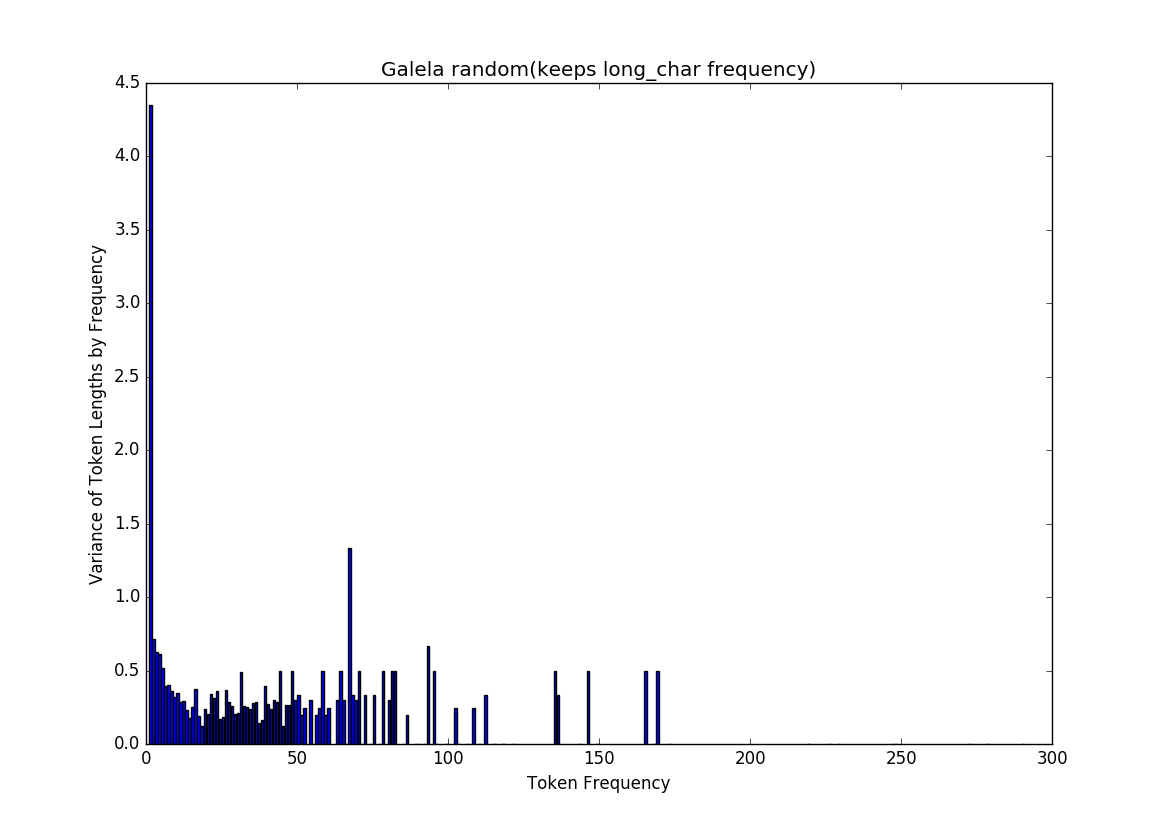 Galela random(keeps long_char frequency)
4.5
4.0
3.5
3.0
2.5
2.0
1.5
1.0
0.5
0.0
Variance of Token Lengths by Frequency
0 50 100 150 200 250 300
Token Frequency